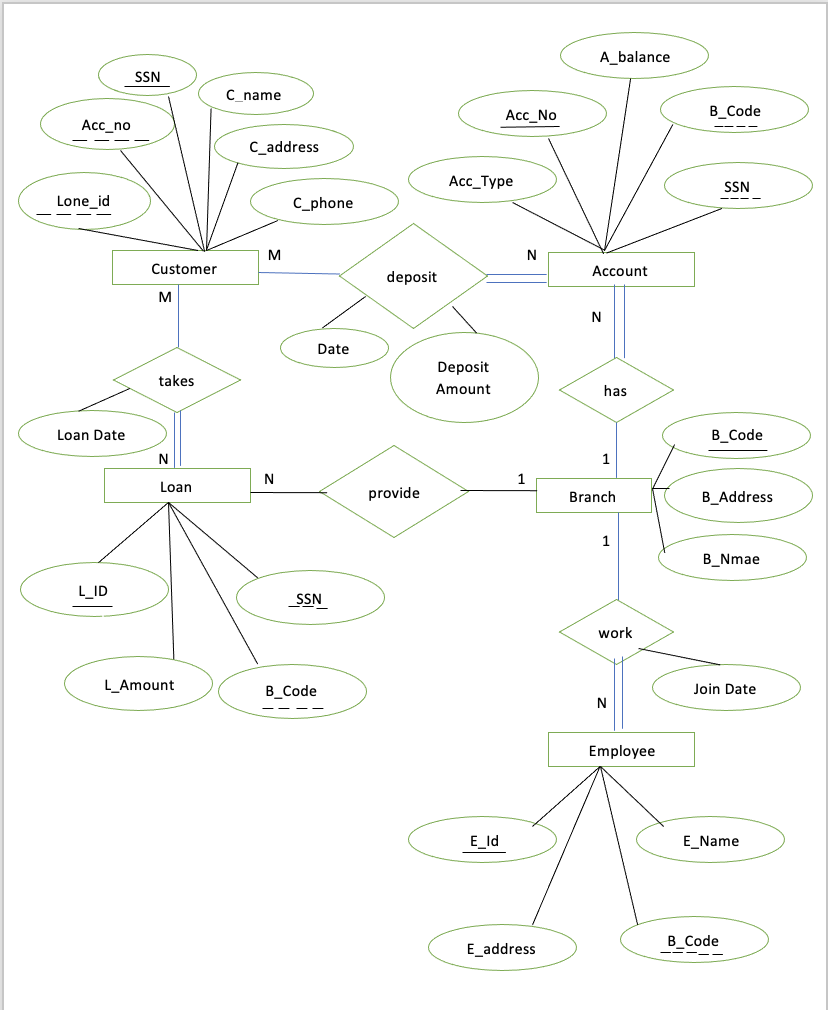 A_balance
SSN
C_name
Acc_No
B_Code
Acc_no
C_address
Acc_Type
SSN
Lone_id
C_phone
M
N
Customer
deposit
Account
M
N
Date
Deposit
Amount
takes
has
Loan Date
B_Code
N
1
N
1
Loan
provide
Branch
B_Address
1
B_Nmae
L_ID
SSN
work
L_Amount
B_Code
Join Date
N
Employee
E_Id
E_Name
E_address
B_Code